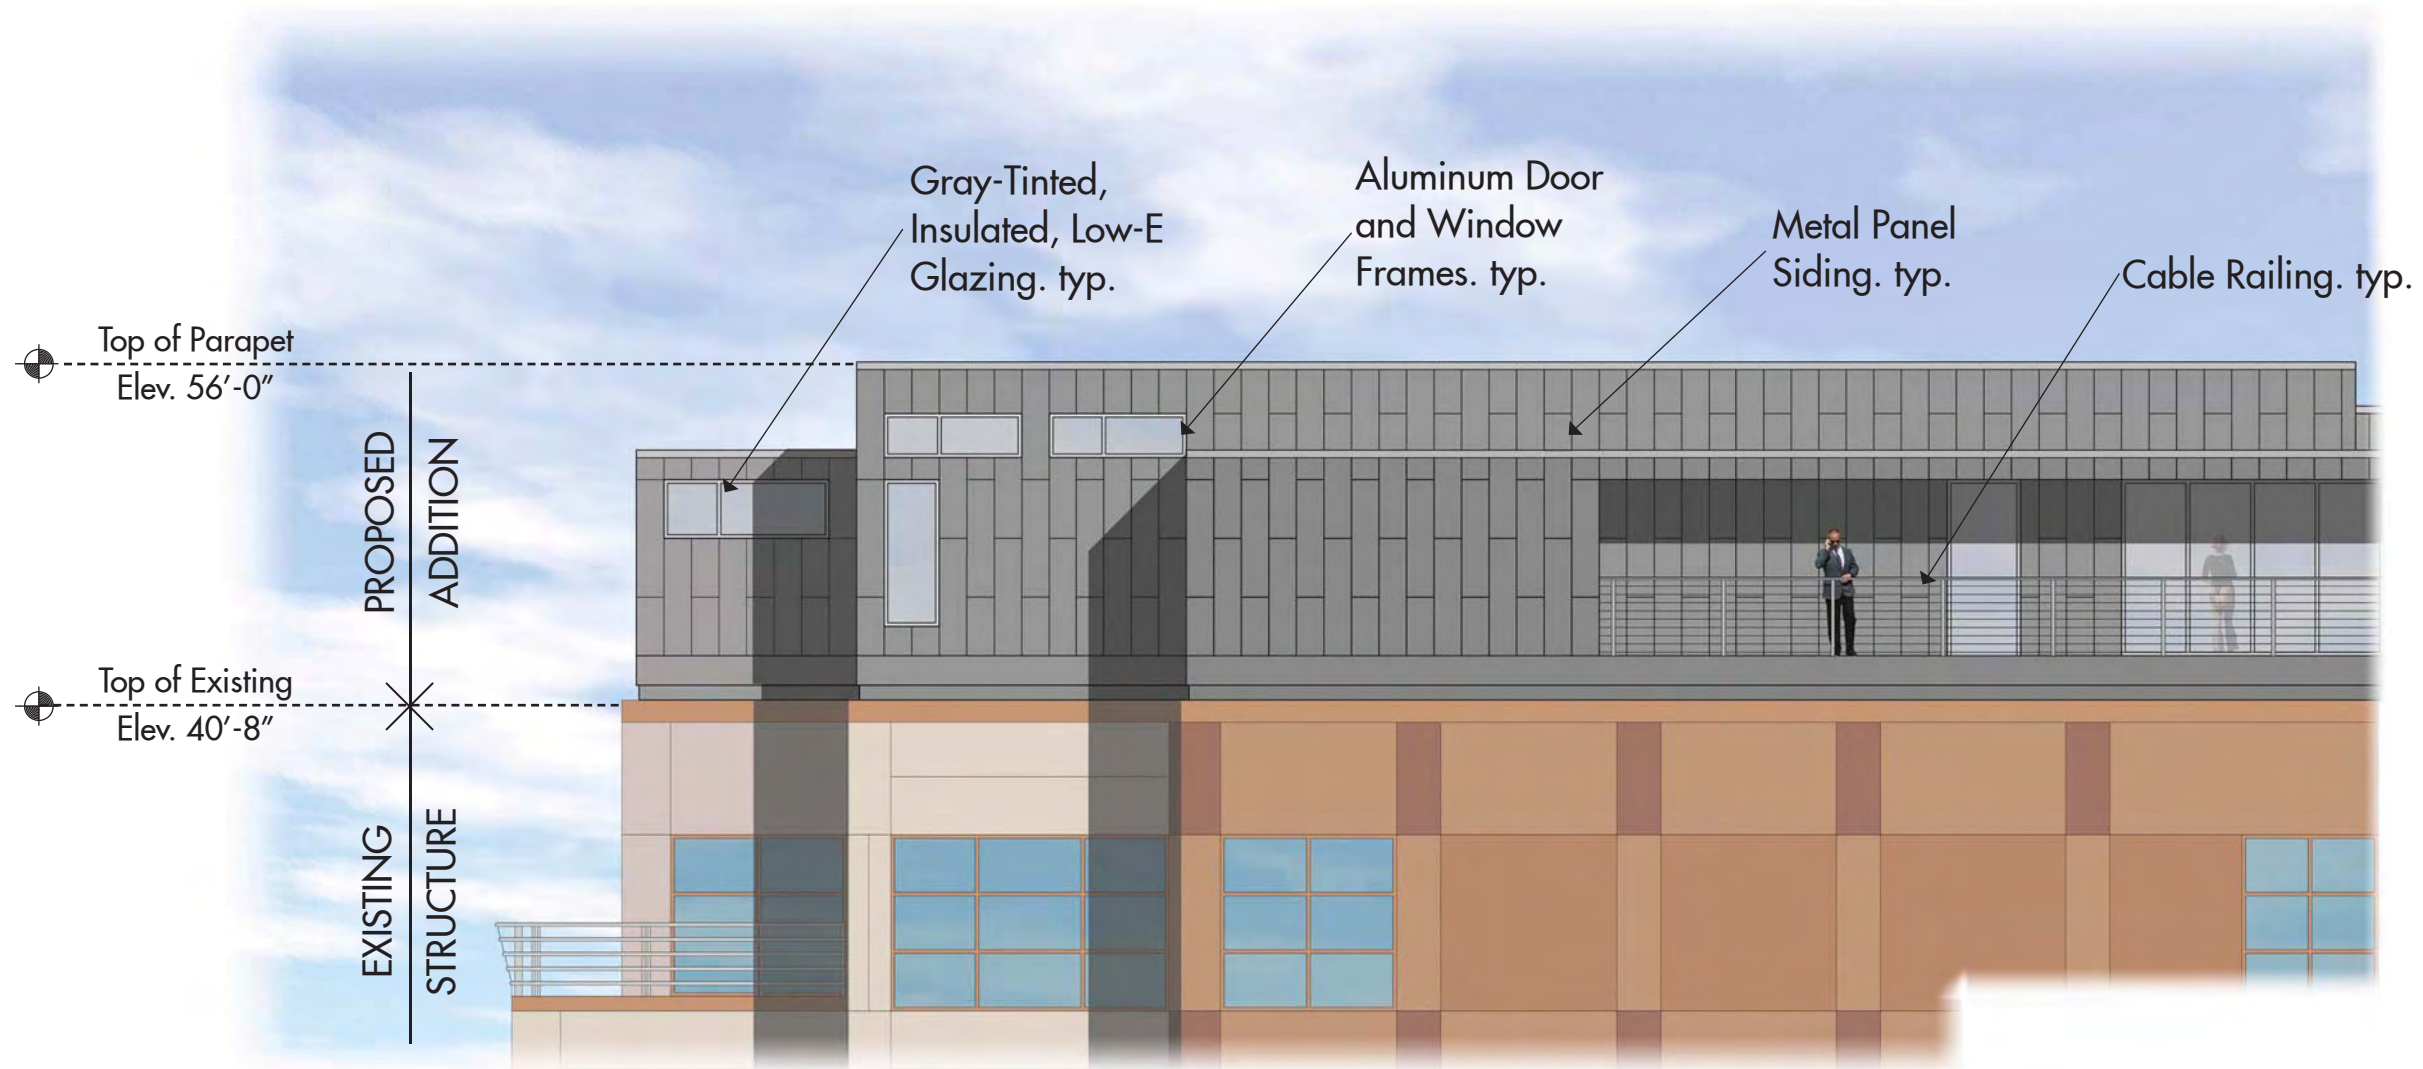 Gray-Tinted,
Insulated, Low-E
Glazing. typ.
Aluminum Door
and Window
Frames. typ.
Metal Panel
Siding. typ.
Cable Railing. typ.
Top of Parapet
Elev. 56’-0”
PROPOSED
ADDITION
Top of Existing
Elev. 40’-8”
EXISTING
STRUCTURE